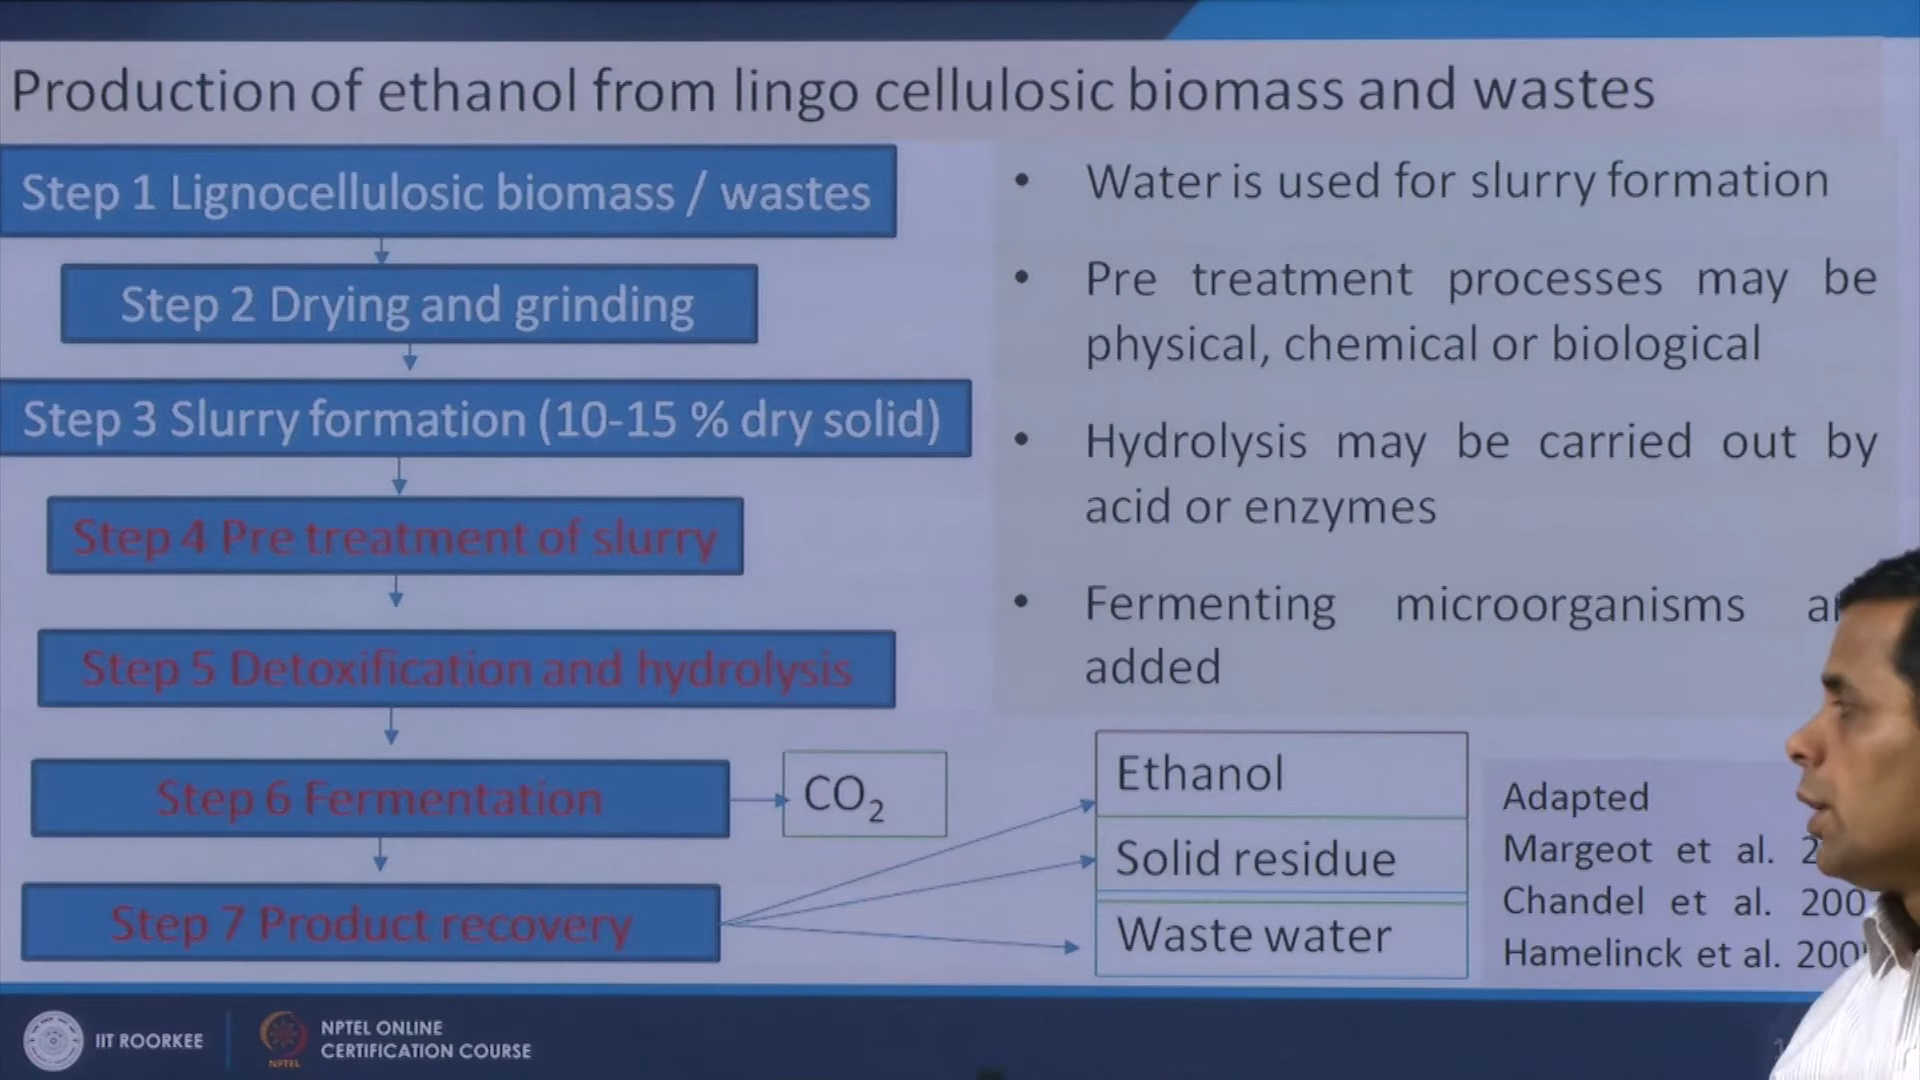 Production of ethanol from lingo cellulosic biomass and wastes
Step 1 Lignocellulosic biomass / wastes
Step 2 Drying and grinding
Step 3 Slurry formation (10-15 % dry solid)
Step 4 Pre treatment of slurry
Step 5 Detoxification and hydrolysis
Step 6 Fermentation
CO₂
Step 7 Product recovery
Ethanol
Solid residue
Waste water
• Water is used for slurry formation
• Pre treatment processes may be
physical, chemical or biological
• Hydrolysis may be carried out by
acid or enzymes
• Fermenting microorganisms
added
Adapted
Margeot et al.
Chandel et al.
Hamelinck et al.
IIT ROORKEE
NPTEL ONLINE
CERTIFICATION COURSE
NPTEL